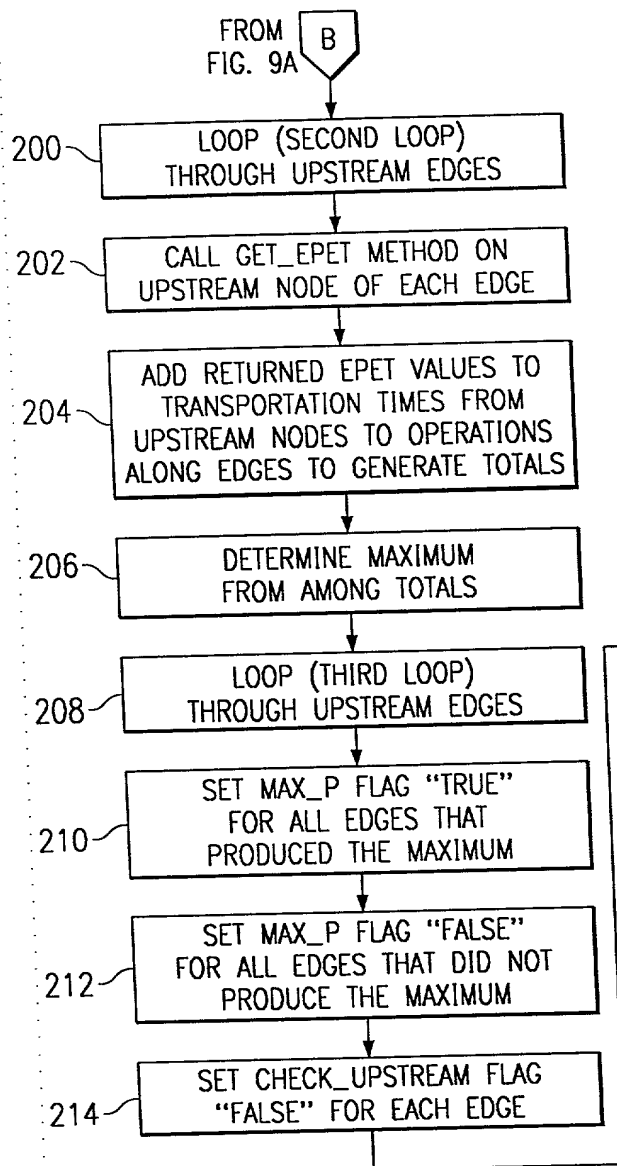 FROM
FIG. 9A
B
200
LOOP (SECOND LOOP)
THROUGH UPSTREAM EDGES
202
CALL GET_EPET METHOD ON
UPSTREAM NODE OF EACH EDGE
204
ADD RETURNED EPET VALUES TO
TRANSPORTATION TIMES FROM
UPSTREAM NODES TO OPERATIONS
ALONG EDGES TO GENERATE TOTALS
206
DETERMINE MAXIMUM
FROM AMONG TOTALS
208
LOOP (THIRD LOOP)
THROUGH UPSTREAM EDGES
210
SET MAX_P FLAG “TRUE”
FOR ALL EDGES THAT
PRODUCED THE MAXIMUM
212
SET MAX_P FLAG “FALSE”
FOR ALL EDGES THAT DID NOT
PRODUCE THE MAXIMUM
214
SET CHECK_UPSTREAM FLAG
“FALSE” FOR EACH EDGE